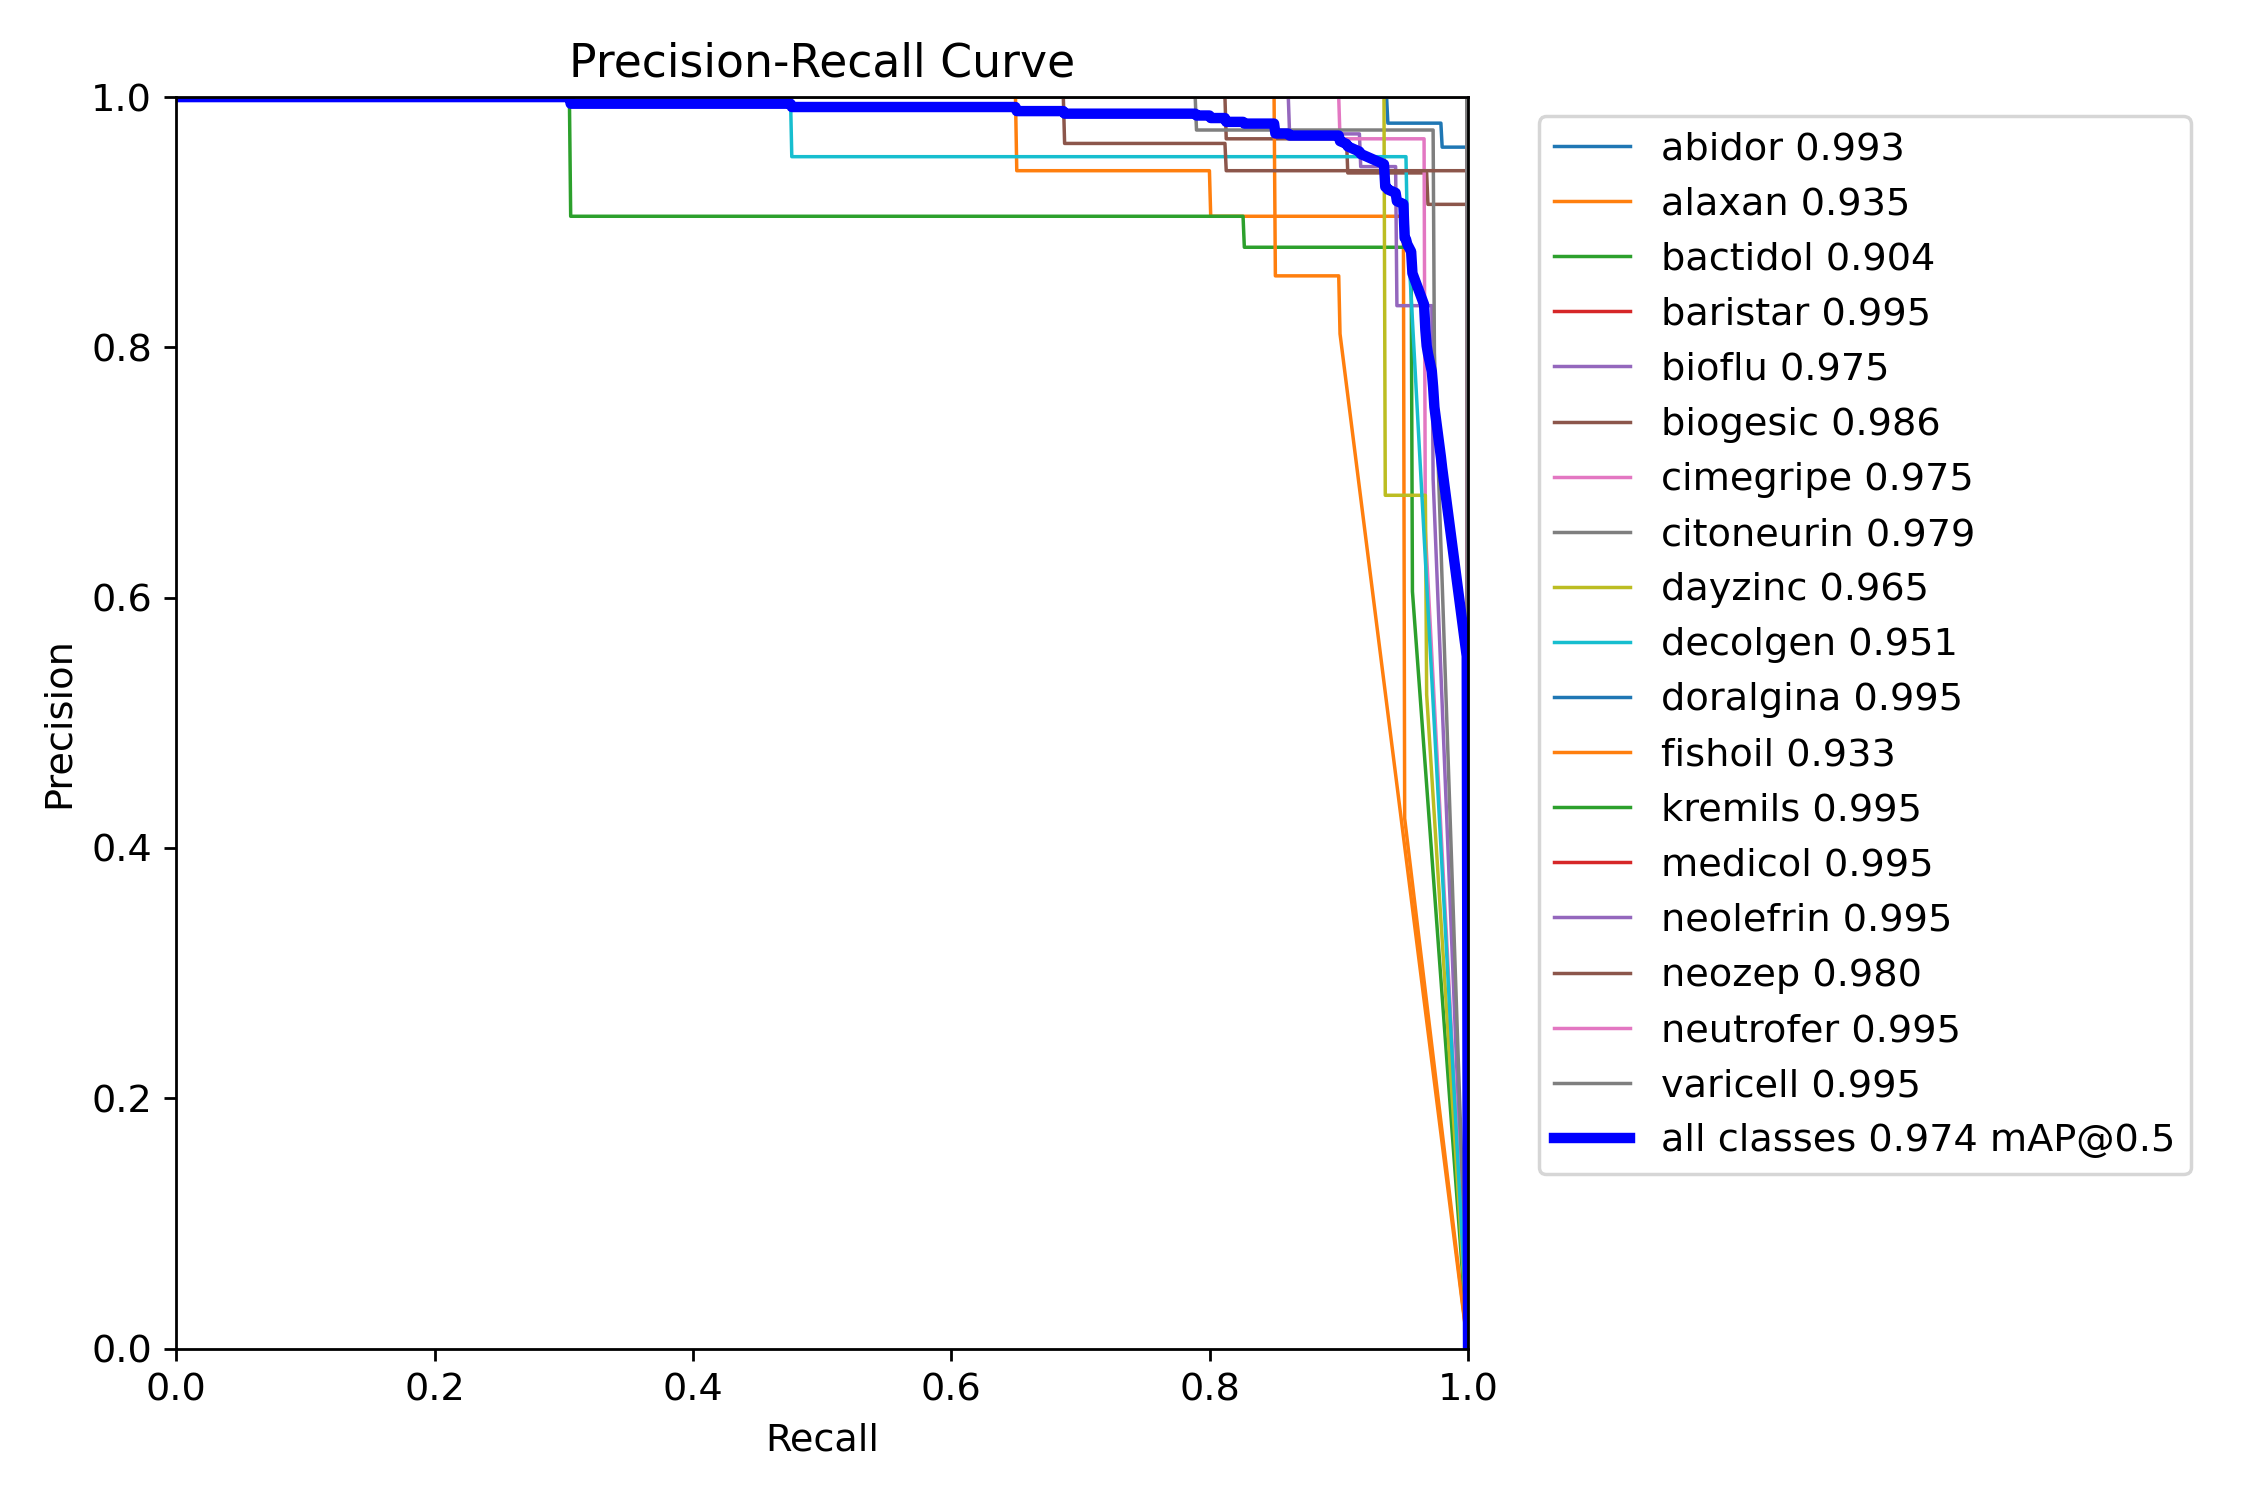 Precision-Recall Curve
1.0
0.8
0.6
0.4
0.2
0.0
Precision
0.0 0.2 0.4 0.6 0.8 1.0
Recall
abidor 0.993
alaxan 0.935
bactidol 0.904
baristar 0.995
bioflu 0.975
biogesic 0.986
cimegripe 0.975
citoneurin 0.979
dayzinc 0.965
decolgen 0.951
doralgina 0.995
fishoil 0.933
kremils 0.995
medicol 0.995
neolefrin 0.995
neozep 0.980
neutrofer 0.995
varicell 0.995
all classes 0.974 mAP@0.5